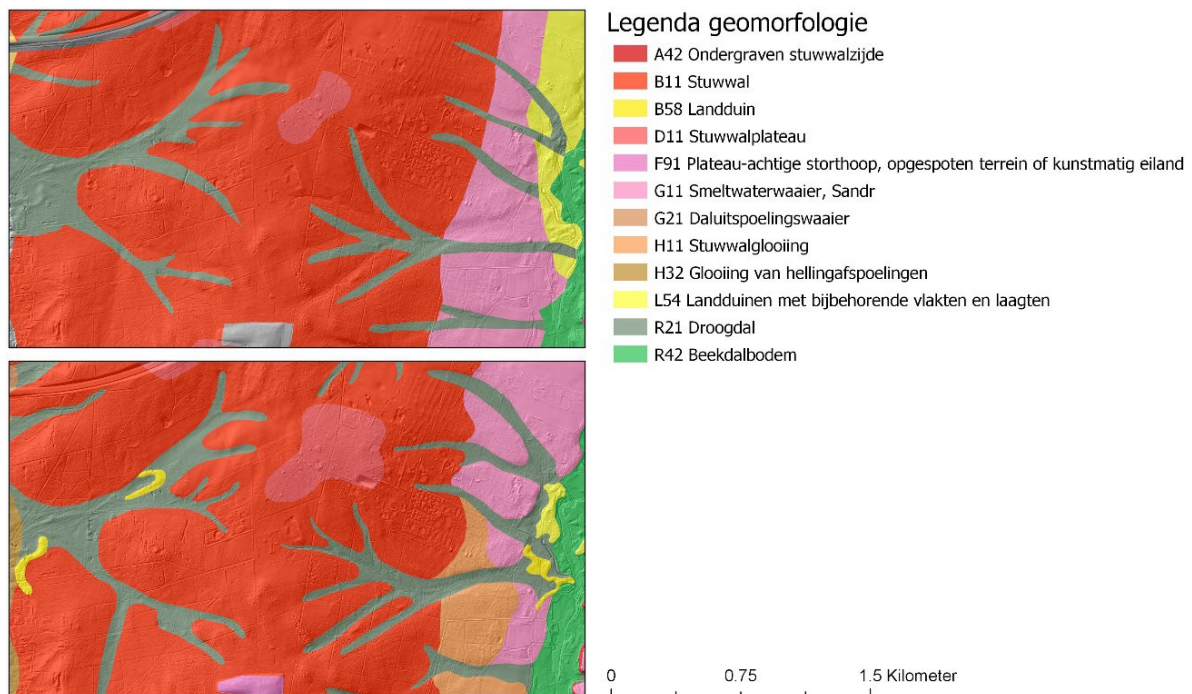 Legenda geomorfologie
A42 Ondergraven stuwwalzijde
B11 Stuwwal
B58 Landduin
D11 Stuwwalplateau
F91 Plateau-achtige storthoop, opgespoten terrein of kunstmatig eiland
G11 Smeltwaterwaaier, Sandr
G21 Daluitspoelingswaaier
H11 Stuwwalglooiing
H32 Glooiing van hellingafspoelingen
L54 Landduinen met bijbehorende vlakten en laagten
R21 Droogdal
R42 Beekdalbodem
0 0.75 1.5 Kilometer